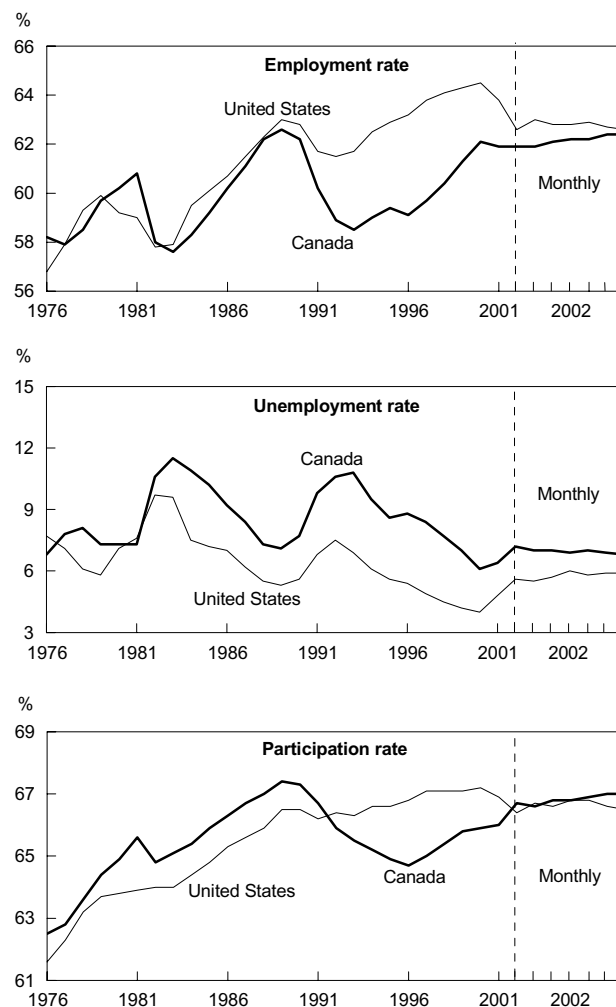 %
66
Employment rate
United States
64
62
60
Monthly
58
Canada
56
1976 1981 1986 1991 1996 2001 2002
%
15
Unemployment rate
12
Canada
Monthly
9
6
United States
3
1976 1981 1986 1991 1996 2001 2002
%
69
Participation rate
67
65
United States
Canada
Monthly
63
61
1976 1981 1986 1991 1996 2001 2002